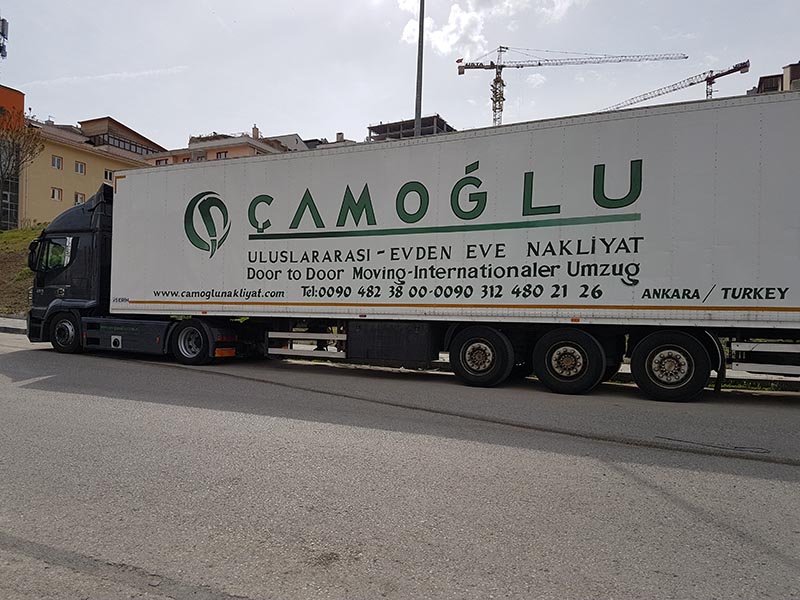 ÇAMOĞLU
ULUSLARARASI - EVDEN EVE NAKLİYAT
Door to Door Moving-Internationaler Umzug
www.camoglunakliyat.com Tel:0090 482 38 00-0090 312 480 21 26 ANKARA / TURKEY